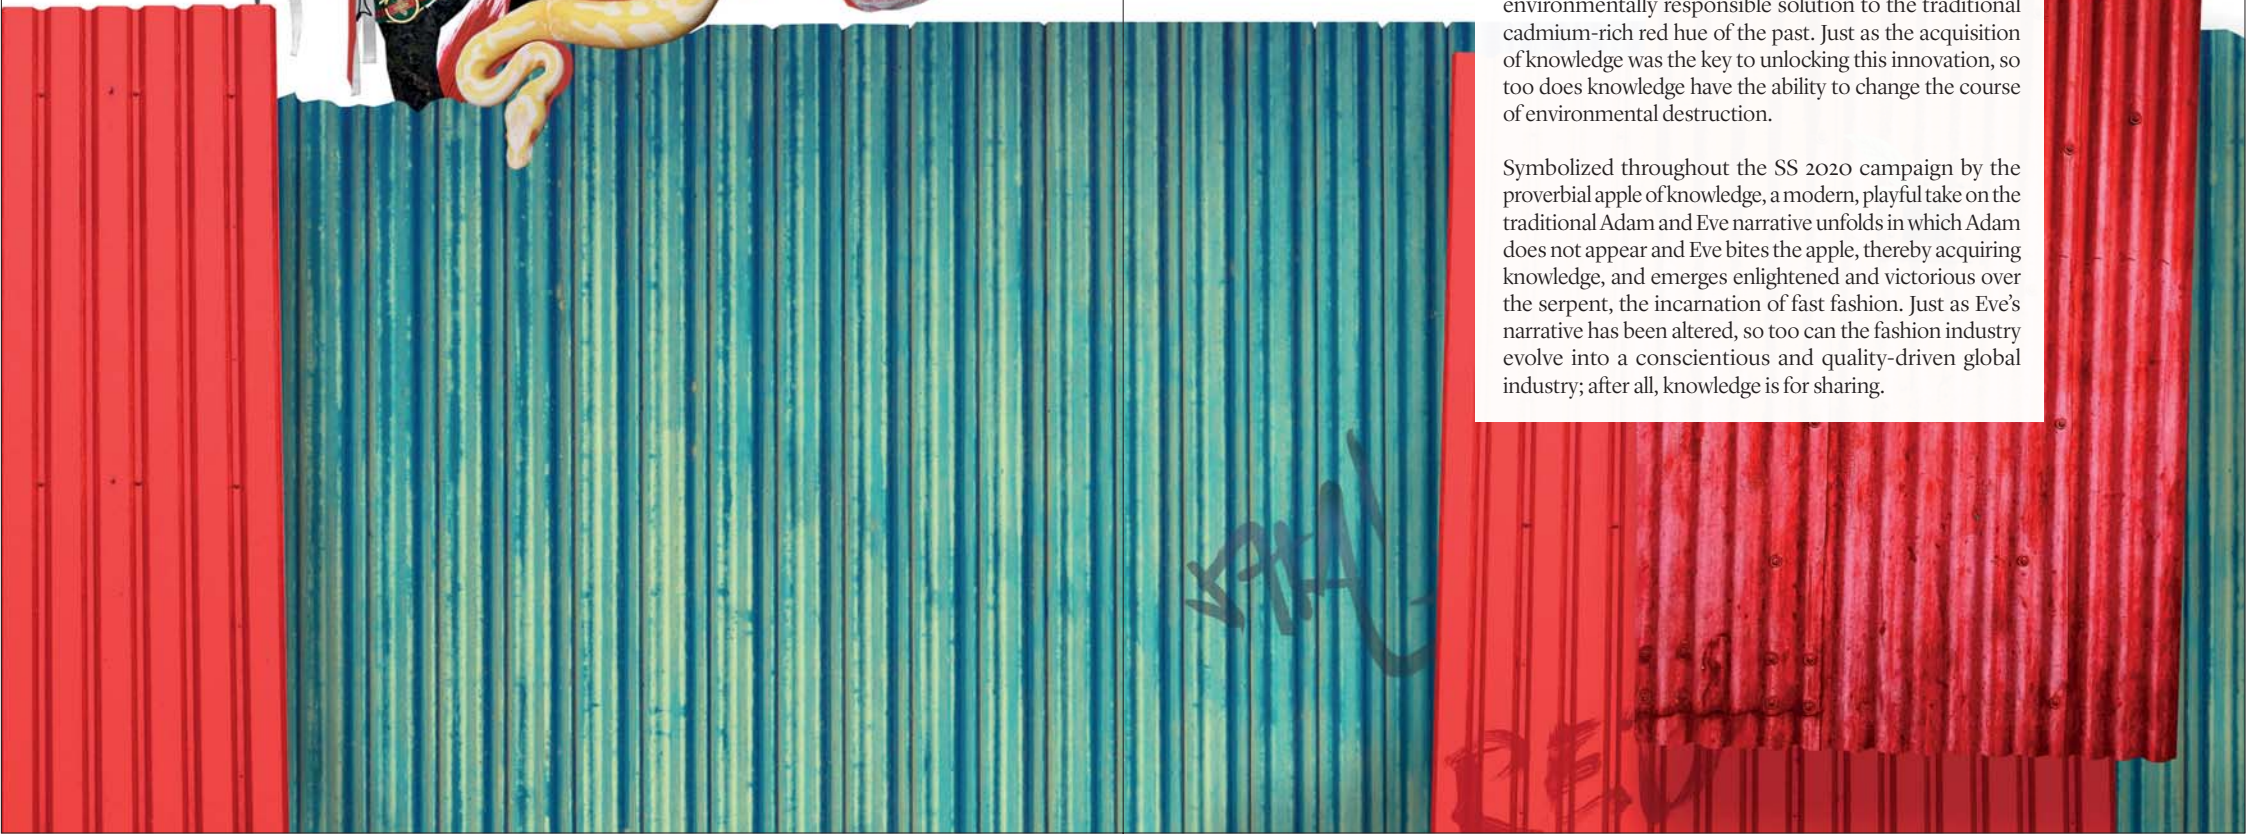 environmentally responsible solution to the traditional
cadmium-rich red hue of the past. Just as the acquisition
of knowledge was the key to unlocking this innovation, so
too does knowledge have the ability to change the course
of environmental destruction.
Symbolized throughout the SS 2020 campaign by the
proverbial apple of knowledge, a modern, playful take on the
traditional Adam and Eve narrative unfolds in which Adam
does not appear and Eve bites the apple, thereby acquiring
knowledge, and emerges enlightened and victorious over
the serpent, the incarnation of fast fashion. Just as Eve’s
narrative has been altered, so too can the fashion industry
evolve into a conscientious and quality-driven global
industry; after all, knowledge is for sharing.